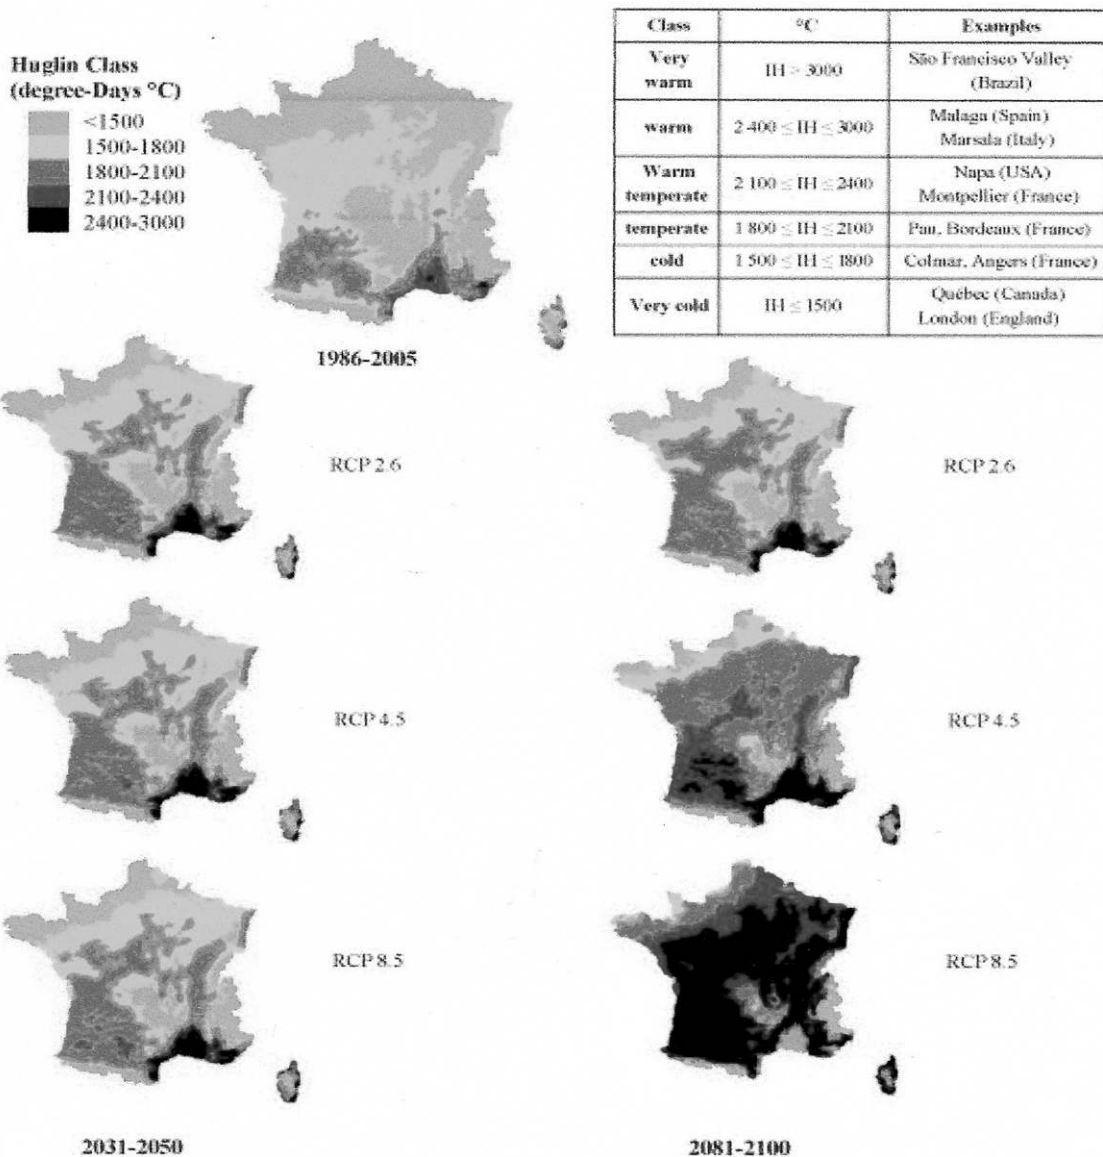 Huglin Class
(degree-Days °C)
<1500
1500-1800
1800-2100
2100-2400
2400-3000
Class °C Examples
Very warm IH > 3000 São Francisco Valley (Brazil)
warm 2 400 ≤ IH ≤ 3000 Malaga (Spain) Marsala (Italy)
Warm temperate 2 100 ≤ IH ≤ 2400 Napa (USA) Montpellier (France)
temperate 1 800 ≤ IH ≤ 2100 Pau, Bordeaux (France)
cold 1 500 ≤ IH ≤ 1800 Colmar, Angers (France)
Very cold IH ≤ 1500 Québec (Canada) London (England)
1986-2005
RCP 2.6
RCP 2.6
RCP 4.5
RCP 4.5
RCP 8.5
RCP 8.5
2031-2050
2081-2100